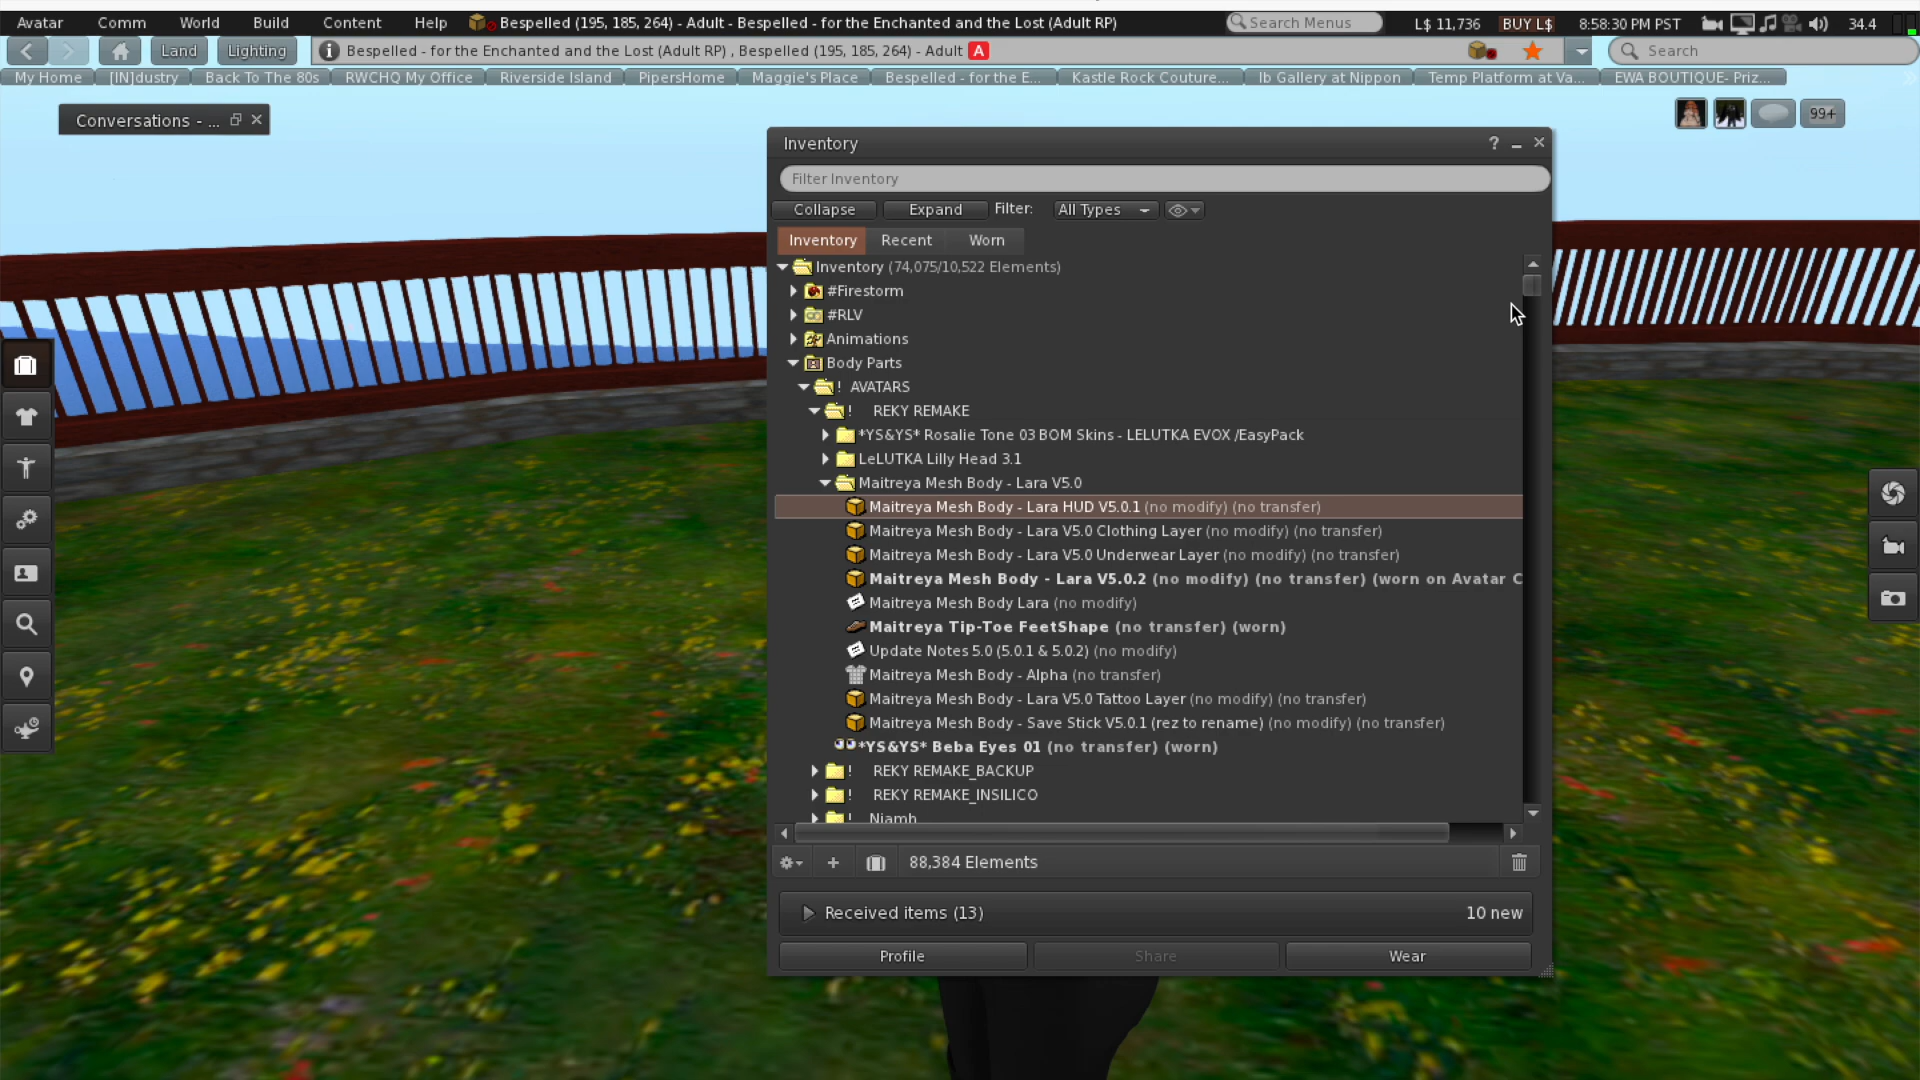 Avatar Comm World Build Content Help Bespelled (195, 185, 264) - Adult - Bespelled - for the Enchanted and the Lost (Adult RP) Search Menus L$ 11,736 BUY L$ 8:58:30 PM PST 34.4
Land Lighting Bespelled - for the Enchanted and the Lost (Adult RP) , Bespelled (195, 185, 264) - Adult A Search
My Home [IN]dustry Back To The 80s RWCHQ My Office Riverside Island PipersHome Maggie's Place Bespelled - for the E... Kastle Rock Couture... Ib Gallery at Nippon Temp Platform at Va... EWA BOUTIQUE- Priz...
Conversations - ...
99+
Inventory
Filter Inventory
Collapse Expand Filter: All Types
Inventory Recent Worn
Inventory (74,075/10,522 Elements)
#Firestorm
#RLV
Animations
Body Parts
! AVATARS
! REKY REMAKE
*YS&YS* Rosalie Tone 03 BOM Skins - LELUTKA EVOX /EasyPack
LeLUTKA Lilly Head 3.1
Maitreya Mesh Body - Lara V5.0
Maitreya Mesh Body - Lara HUD V5.0.1 (no modify) (no transfer)
Maitreya Mesh Body - Lara V5.0 Clothing Layer (no modify) (no transfer)
Maitreya Mesh Body - Lara V5.0 Underwear Layer (no modify) (no transfer)
Maitreya Mesh Body - Lara V5.0.2 (no modify) (no transfer) (worn on Avatar C
Maitreya Mesh Body Lara (no modify)
Maitreya Tip-Toe FeetShape (no transfer) (worn)
Update Notes 5.0 (5.0.1 & 5.0.2) (no modify)
Maitreya Mesh Body - Alpha (no transfer)
Maitreya Mesh Body - Lara V5.0 Tattoo Layer (no modify) (no transfer)
Maitreya Mesh Body - Save Stick V5.0.1 (rez to rename) (no modify) (no transfer)
*YS&YS* Beba Eyes 01 (no transfer) (worn)
! REKY REMAKE_BACKUP
! REKY REMAKE_INSILICO
! Niamh
88,384 Elements
Received items (13) 10 new
Profile Share Wear